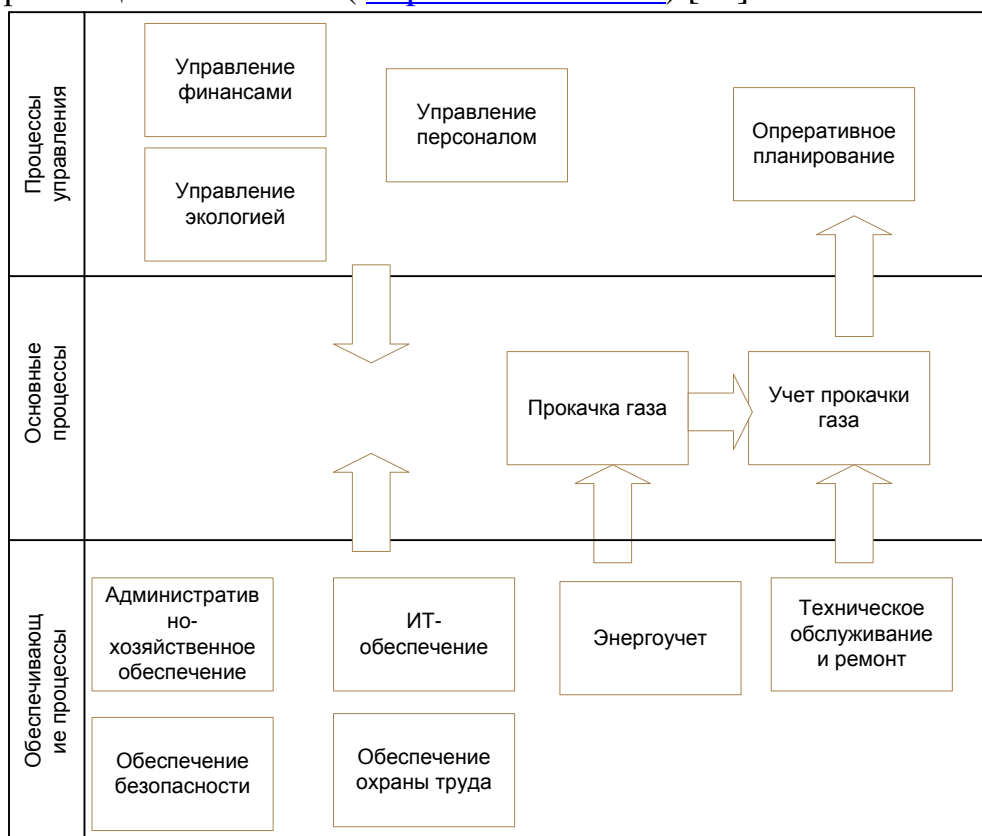 Процессы
управления
Управление
финансами
Управление
персоналом
Опреративное
планирование
Управление
экологией
Основные
процессы
Прокачка газа
Учет прокачки
газа
Обеспечивающ
ие процессы
Административ
но-
хозяйственное
обеспечение
ИТ-
обеспечение
Энергоучет
Техническое
обслуживание
и ремонт
Обеспечение
безопасности
Обеспечение
охраны труда